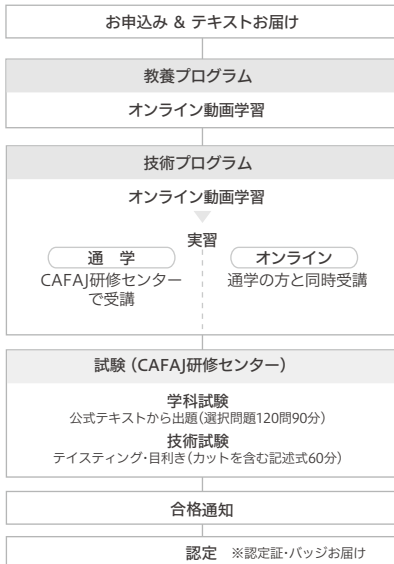 お申込み & テキストお届け
教養プログラム
オンライン動画学習
技術プログラム
オンライン動画学習
実習
通　学
CAFAJ研修センター
で受講
オンライン
通学の方と同時受講
試験（CAFAJ研修センター）
学科試験
公式テキストから出題(選択問題120問90分)
技術試験
テイスティング･目利き(カットを含む記述式60分)
合格通知
認定　※認定証･バッジお届け